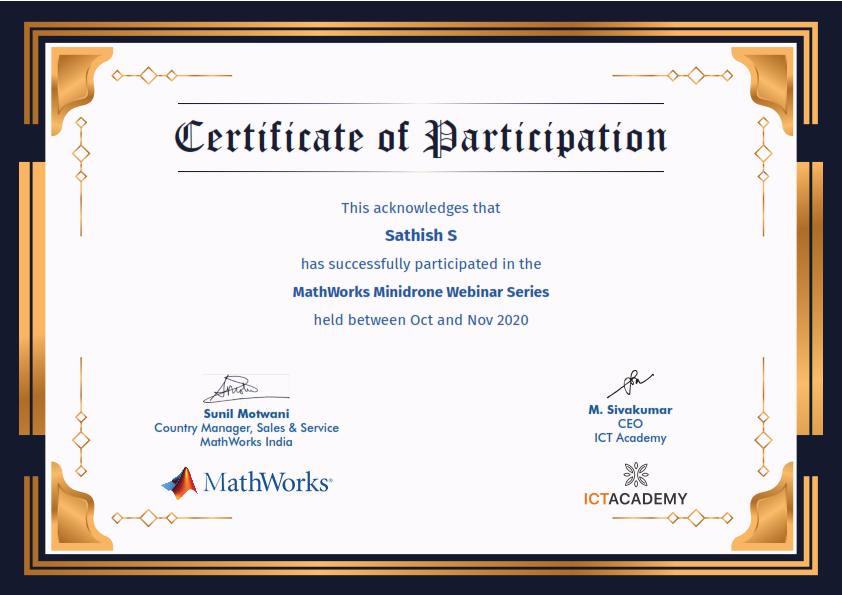 Certificate of Participation
This acknowledges that
Sathish S
has successfully participated in the
MathWorks Minidrone Webinar Series
held between Oct and Nov 2020
Sunil Motwani
Country Manager, Sales & Service
MathWorks India
MathWorks®
M. Sivakumar
CEO
ICT Academy
ICTACADEMY